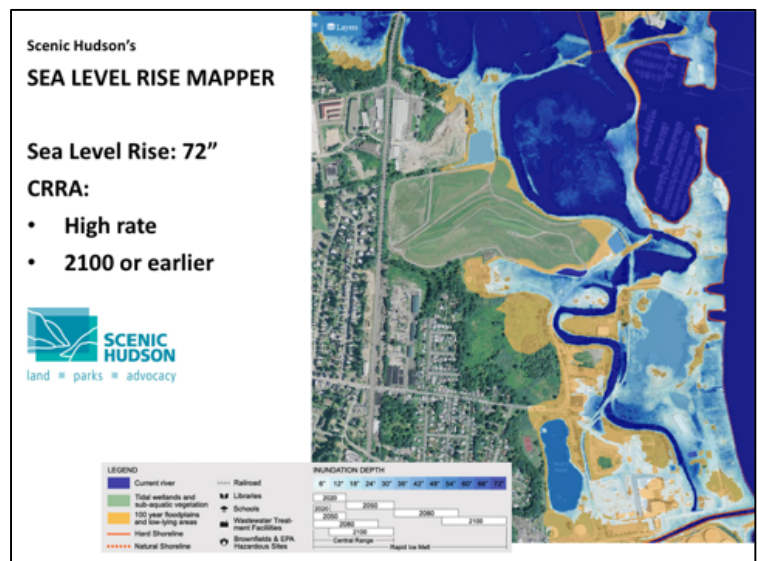 Scenic Hudson's
SEA LEVEL RISE MAPPER
Sea Level Rise: 72”
CRRA:
• High rate
• 2100 or earlier
SCENIC
HUDSON
land ▪ parks ▪ advocacy
Layers
LEGEND
Current river
Tidal wetlands and
sub-aquatic vegetation
100 year floodplains
and low-lying areas
Hard Shoreline
Natural Shoreline
Railroad
Libraries
Schools
Wastewater Treat-
ment Facilities
Brownfields & EPA
Hazardous Sites
INUNDATION DEPTH
6" 12" 18" 24" 30" 36" 42" 48" 54" 60" 66" 72"
2020
2020 2050
2050 2080
2080 2100
2100
Central Range
Rapid Ice Melt